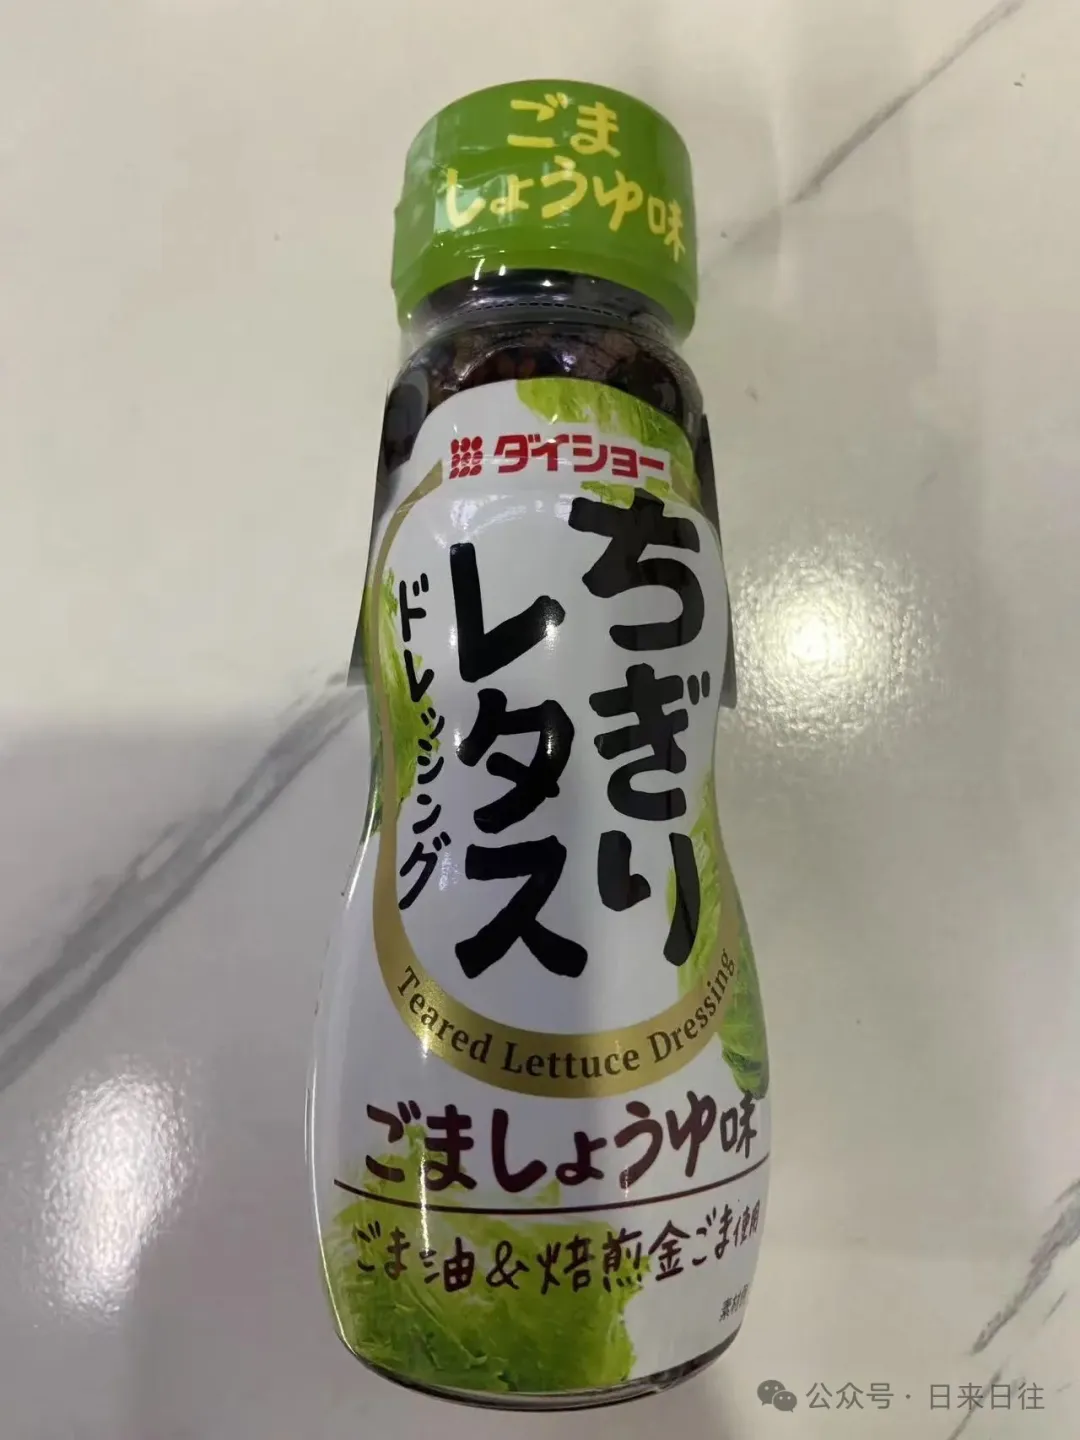 ごま
しょうゆ味
ダイショー
ちぎり
レタス
ドレッシング
Teared Lettuce Dressing
ごましょうゆ味
ごま油&焙煎金ごま使用
素材
公众号 · 日来日往